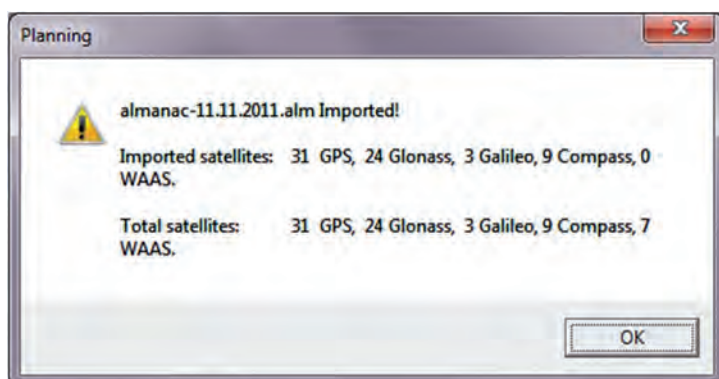 Planning
almanac-11.11.2011.alm Imported!
Imported satellites: 31 GPS, 24 Glonass, 3 Galileo, 9 Compass, 0
WAAS.
Total satellites: 31 GPS, 24 Glonass, 3 Galileo, 9 Compass, 7
WAAS.
OK